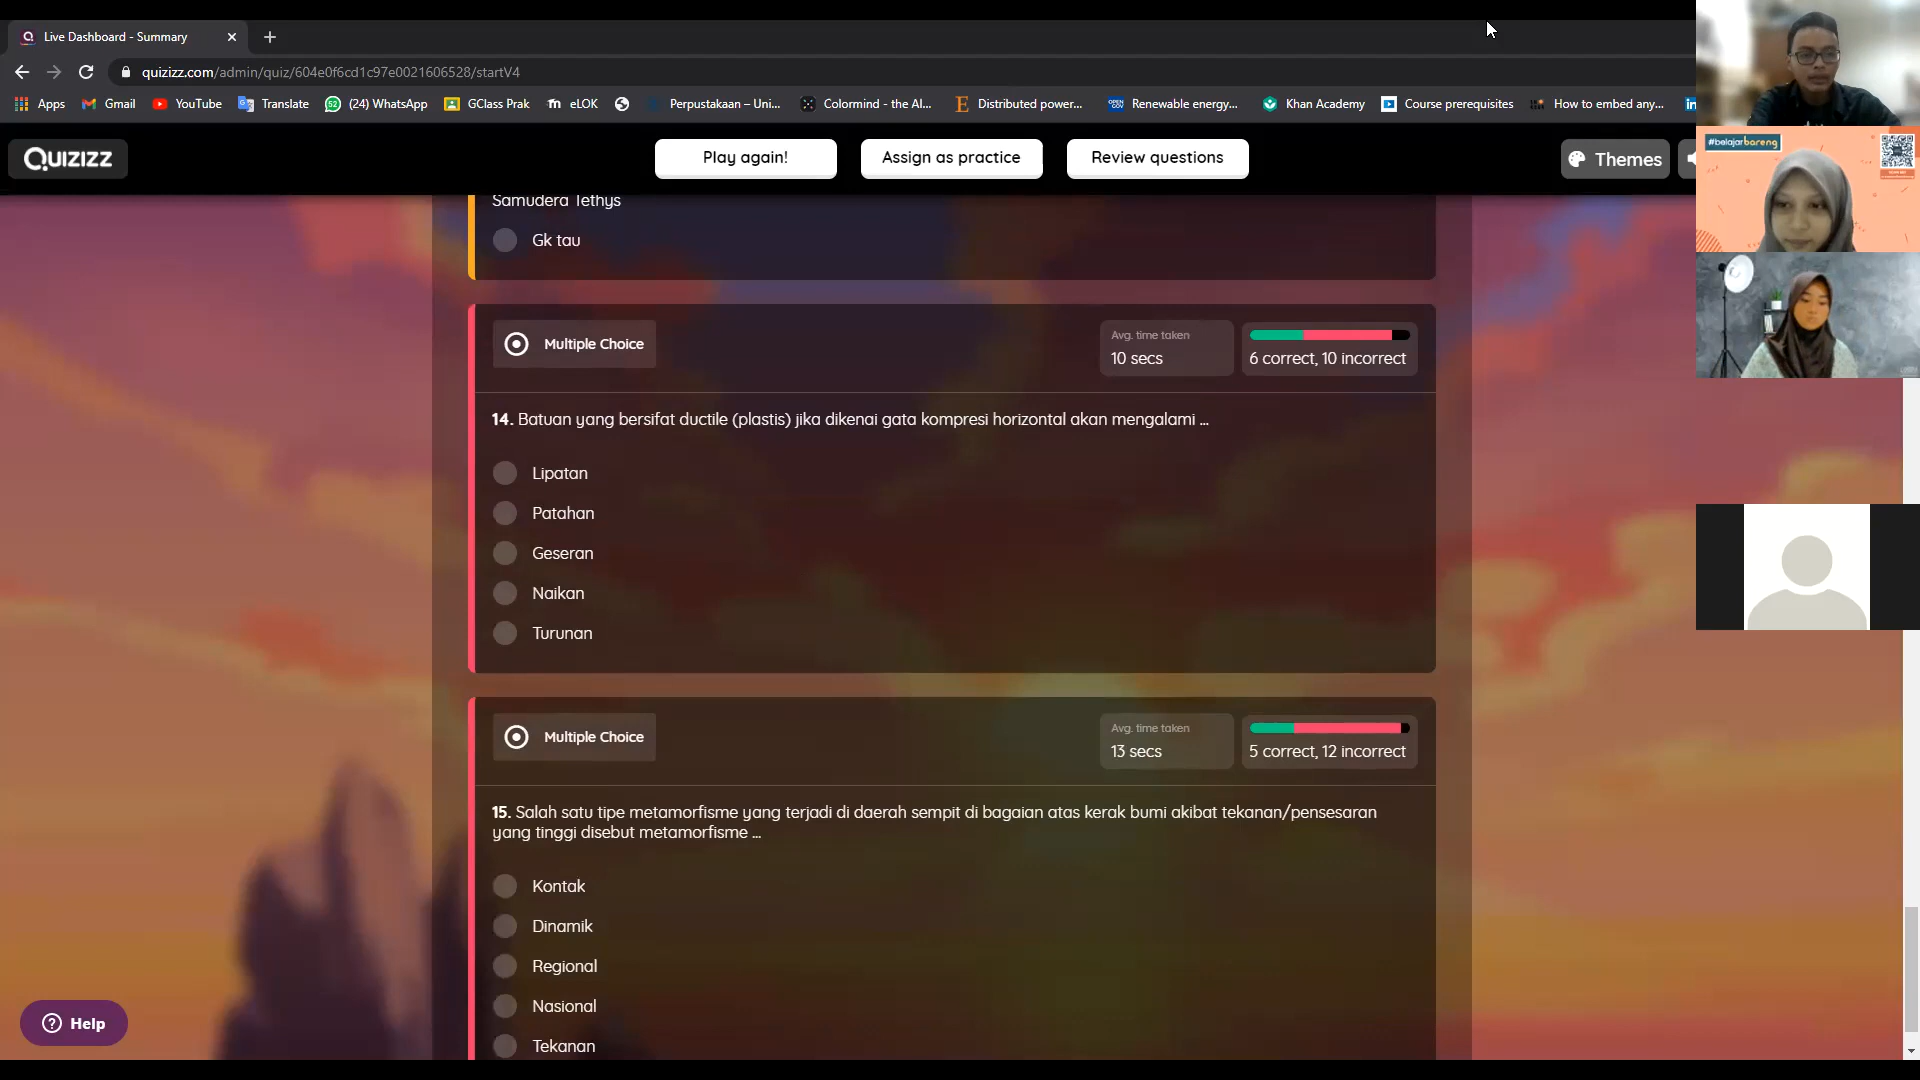 Live Dashboard - Summary
quizizz.com/admin/quiz/604e0f6cd1c97e0021606528/startV4
Apps Gmail YouTube Translate (24) WhatsApp GClass Prak eLOK Perpustakaan – Uni... Colormind - the AI... Distributed power... Renewable energy... Khan Academy Course prerequisites How to embed any...
Quizizz
Play again!
Assign as practice
Review questions
Themes
#belajarbareng
Samudera Tethys
Gk tau
Multiple Choice
Avg. time taken
10 secs
6 correct, 10 incorrect
14. Batuan yang bersifat ductile (plastis) jika dikenai gata kompresi horizontal akan mengalami ...
Lipatan
Patahan
Geseran
Naikan
Turunan
Multiple Choice
Avg. time taken
13 secs
5 correct, 12 incorrect
15. Salah satu tipe metamorfisme yang terjadi di daerah sempit di bagaian atas kerak bumi akibat tekanan/pensesaran
yang tinggi disebut metamorfisme ...
Kontak
Dinamik
Regional
Nasional
Tekanan
Help